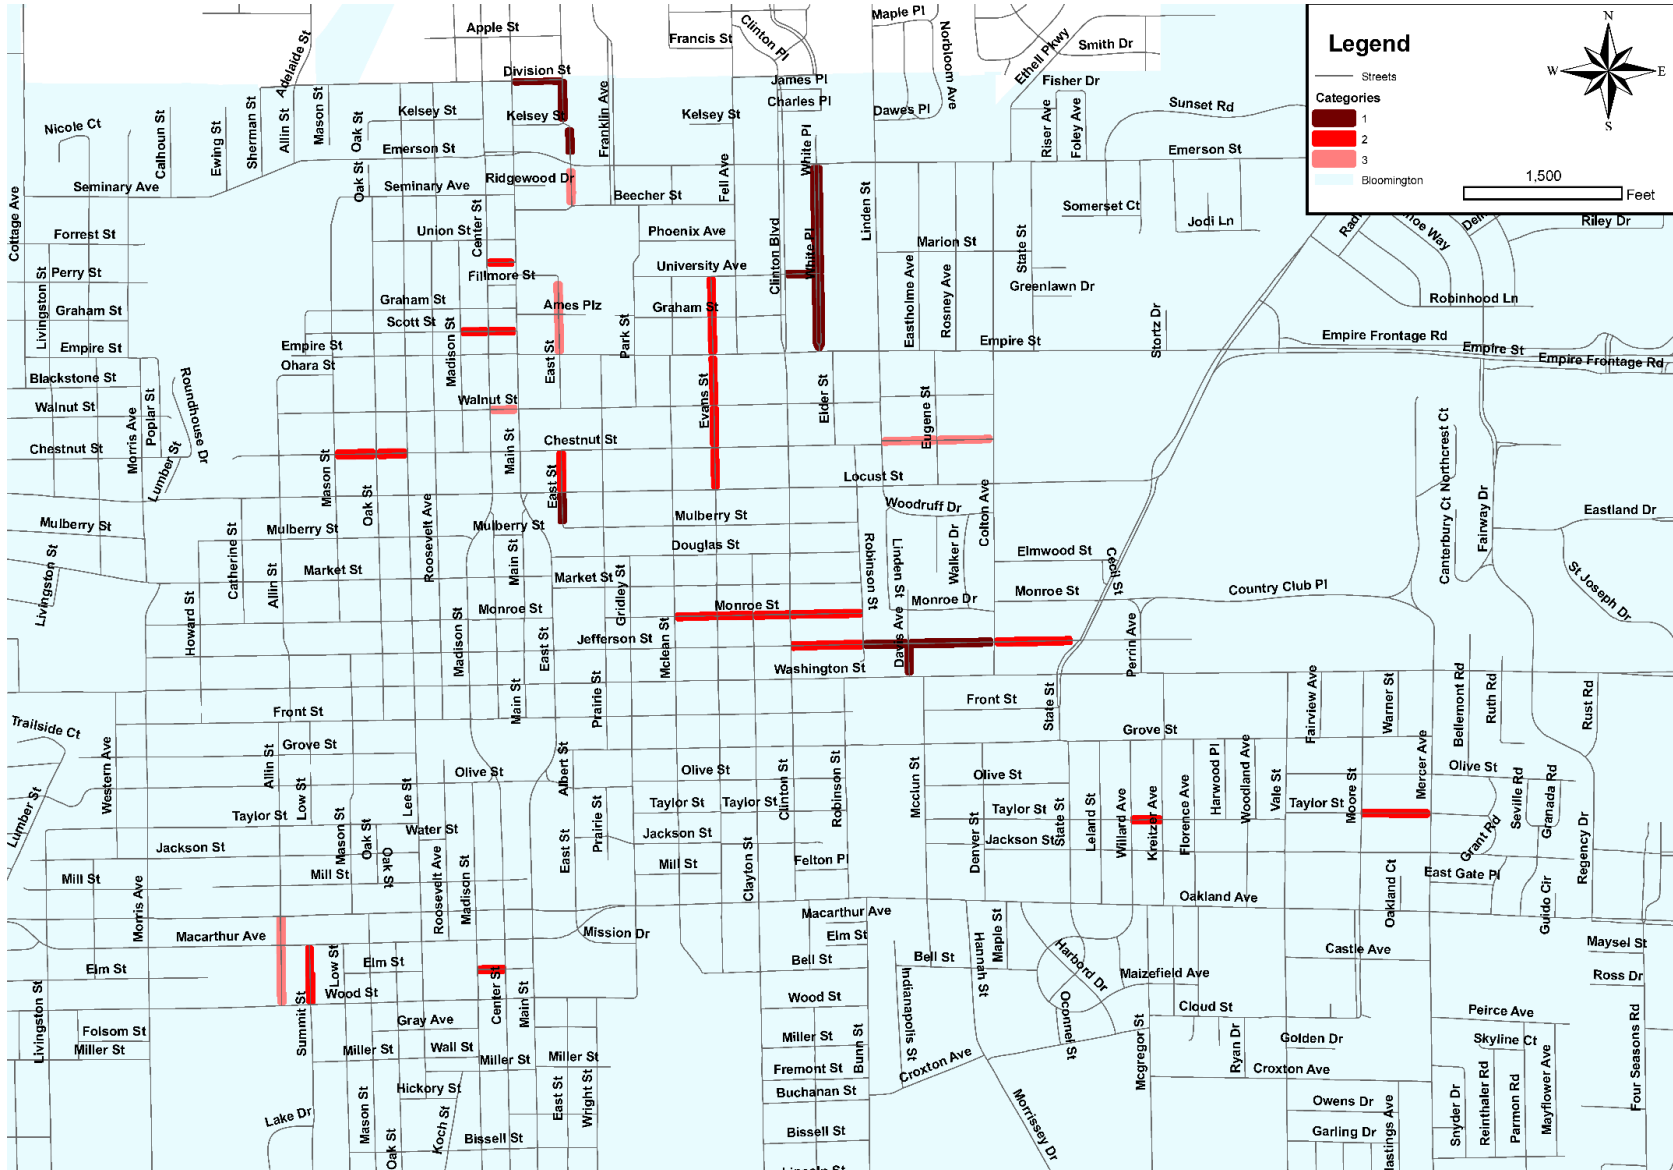 Apple St
Adelaide St
Francis St
Clinton Pl
Maple Pl
Norbloom Ave
Ethell Pkwy
Smith Dr
Legend
Streets
Categories
1
2
3
Bloomington
N
W
E
S
1,500
Feet
Division St
James Pl
Charles Pl
Fisher Dr
Dawes Pl
Sunset Rd
Nicole Ct
Calhoun St
Ewing St
Sherman St
Allin St
Mason St
Oak St
Kelsey St
Kelsey St
Franklin Ave
Kelsey St
White Pl
Riser Ave
Foley Ave
Emerson St
Emerson St
Cottage Ave
Seminary Ave
Oak St
Seminary Ave
Ridgewood Dr
Beecher St
Fell Ave
Linden St
Somerset Ct
Jodi Ln
Riley Dr
Forrest St
Union St
Center St
Phoenix Ave
Clinton Blvd
White Pl
Marion St
State St
Perry St
Livingston St
Fillmore St
University Ave
Eastholme Ave
Rosney Ave
Greenlawn Dr
Robinhood Ln
Graham St
Graham St
Scott St
Ames Plz
Graham St
Park St
Stortz Dr
Empire St
Empire St
Ohara St
Madison St
East St
Empire St
Empire Frontage Rd
Empire St
Empire Frontage Rd
Blackstone St
Walnut St
Chestnut St
Morris Ave
Poplar St
Roundhouse Dr
Lumber St
Walnut St
Main St
Chestnut St
Evans St
Elder St
Eugene St
Locust St
Mason St
Oak St
Roosevelt Ave
East St
Woodruff Dr
Colton Ave
Canterbury Ct
Northcrest Ct
Fairway Dr
Eastland Dr
Mulberry St
Mulberry St
Mulberry St
Mulberry St
Catherine St
Allin St
Market St
Main St
Market St
Gridley St
Douglas St
Robinson St
Linden St
Walker Dr
Elmwood St
Cecil St
Livingston St
Howard St
Monroe St
Monroe St
Monroe Dr
Monroe St
Country Club Pl
St Joseph Dr
Madison St
East St
Jefferson St
Mclean St
Davis Ave
Washington St
Perrin Ave
Trailside Ct
Front St
Main St
Prairie St
Front St
State St
Grove St
Fairview Ave
Warner St
Bellemont Rd
Ruth Rd
Rust Rd
Western Ave
Allin St
Grove St
Olive St
Albert St
Olive St
Clinton St
Robinson St
Mcclun St
Olive St
Harwood Pl
Woodland Ave
Vale St
Moore St
Mercer Ave
Olive St
Seville Rd
Granada Rd
Lumber St
Taylor St
Low St
Mason St
Oak St
Lee St
Water St
Prairie St
Taylor St
Taylor St
Denver St
Taylor St
State St
Leland St
Willard Ave
Kreitzer Ave
Florence Ave
Taylor St
Grant Rd
Regency Dr
Jackson St
Jackson St
Jackson St
Mill St
Mill St
Oak St
Roosevelt Ave
Madison St
East St
Mill St
Clayton St
Felton Pl
Oakland Ave
Oakland Ct
East Gate Pl
Guido Cir
Morris Ave
Macarthur Ave
Mission Dr
Macarthur Ave
Elm St
Hannah St
Maple St
Harbord Dr
Castle Ave
Maysel St
Elm St
Low St
Elm St
Bell St
Bell St
Maizefield Ave
Ross Dr
Livingston St
Summit St
Wood St
Center St
Main St
Wood St
Indianapolis St
Oconnel St
Cloud St
Peirce Ave
Four Seasons Rd
Folsom St
Miller St
Gray Ave
Miller St
Wall St
Miller St
Miller St
Miller St
Bunn St
Croxton Ave
Mcgregor St
Ryan Dr
Golden Dr
Croxton Ave
Skyline Ct
Hickory St
Fremont St
Buchanan St
Lake Dr
Mason St
Oak St
Koch St
Bissell St
East St
Wright St
Bissell St
Morrissey Dr
Owens Dr
Garling Dr
Snyder Dr
Reinthaler Rd
Parmon Rd
Mayflower Ave